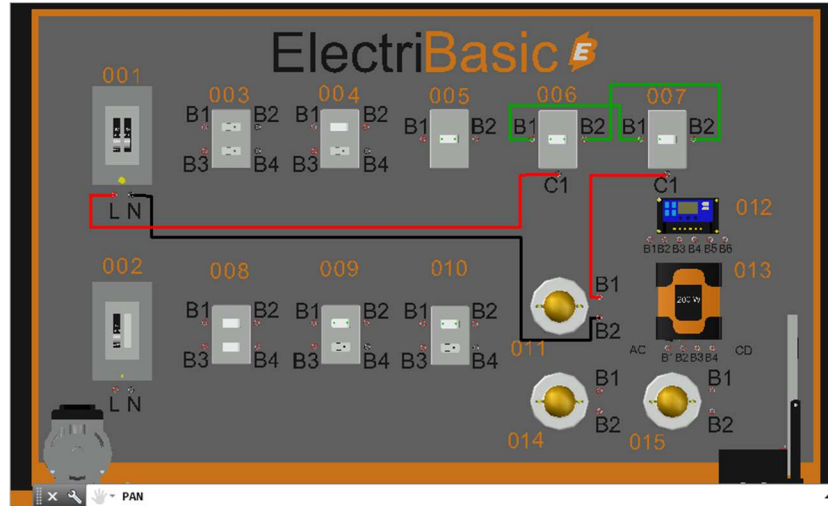 ElectriBasic E
001
003
004
005
006
007
B1 B2
B3 B4
B1 B2
B3 B4
B1 B2
B1 B2
C1
B1 B2
C1
L N
012
B1 B2 B3 B4 B5 B6
002
008
009
010
B1 B2
B3 B4
B1 B2
B3 B4
B1 B2
B3 B4
L N
011
B1
B2
013
200 W
AC B1 B2 B3 B4 CD
014
B1
B2
015
B1
B2
PAN